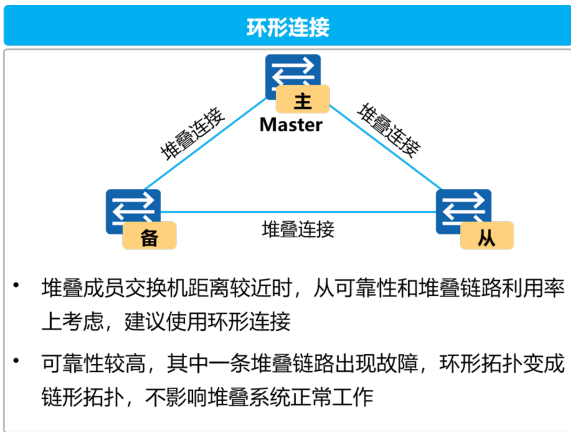 环形连接
主
Master
堆叠连接
堆叠连接
备
堆叠连接
从
• 堆叠成员交换机距离较近时，从可靠性和堆叠链路利用率
上考虑，建议使用环形连接
• 可靠性较高，其中一条堆叠链路出现故障，环形拓扑变成
链形拓扑，不影响堆叠系统正常工作